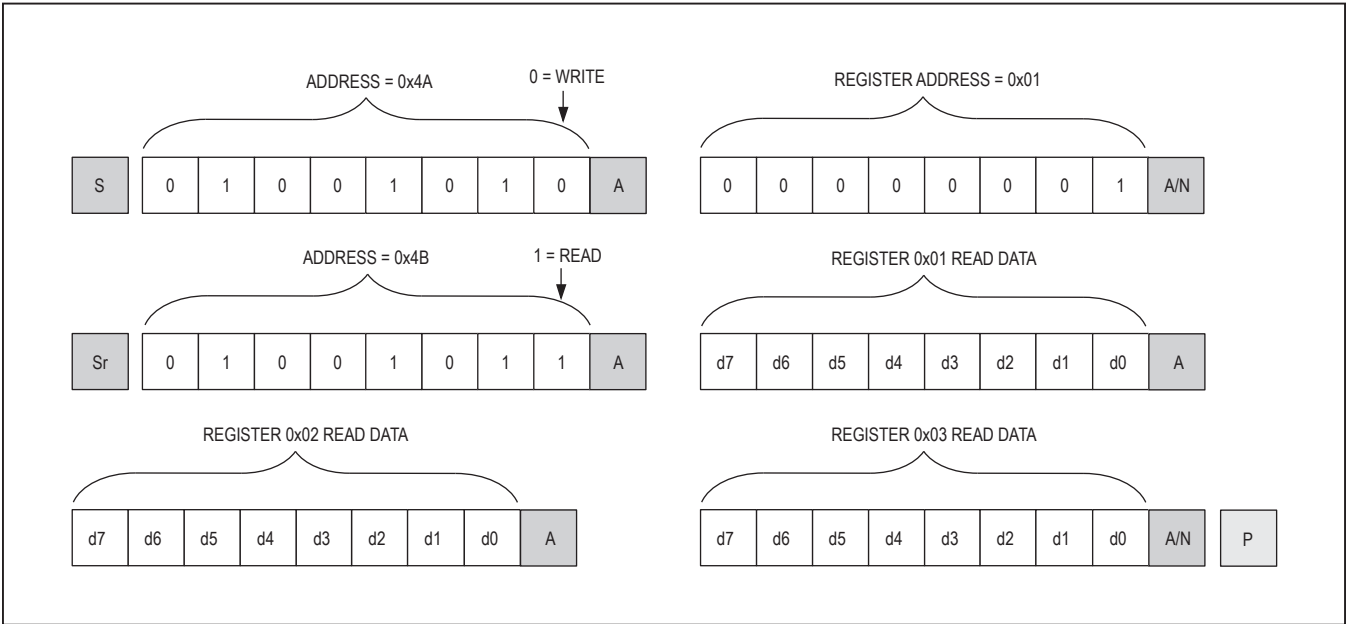 ADDRESS = 0x4A 0 = WRITE REGISTER ADDRESS = 0x01
S 0 1 0 0 1 0 1 0 A 0 0 0 0 0 0 0 1 A/N
ADDRESS = 0x4B 1 = READ REGISTER 0x01 READ DATA
Sr 0 1 0 0 1 0 1 1 A d7 d6 d5 d4 d3 d2 d1 d0 A
REGISTER 0x02 READ DATA REGISTER 0x03 READ DATA
d7 d6 d5 d4 d3 d2 d1 d0 A d7 d6 d5 d4 d3 d2 d1 d0 A/N P